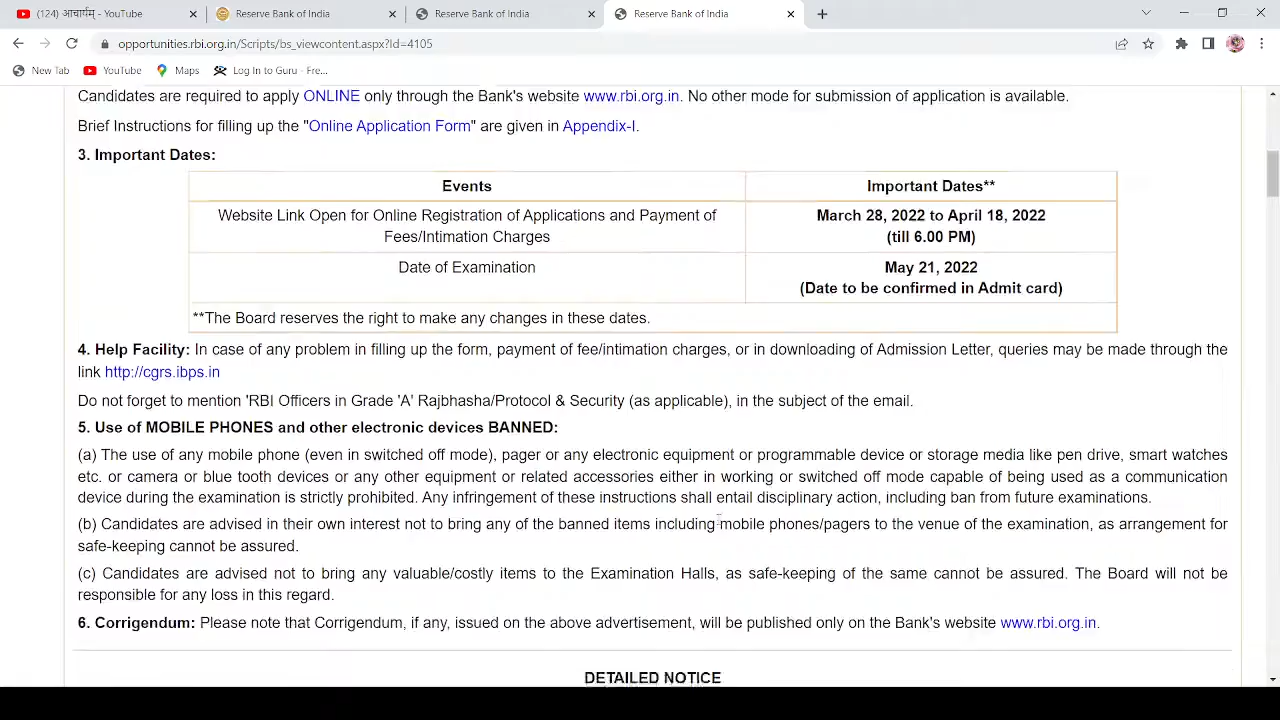 (124) आचार्यम् - YouTube
Reserve Bank of India
Reserve Bank of India
Reserve Bank of India
opportunities.rbi.org.in/Scripts/bs_viewcontent.aspx?Id=4105
New Tab
YouTube
Maps
Log In to Guru - Fre...
Candidates are required to apply ONLINE only through the Bank's website www.rbi.org.in. No other mode for submission of application is available.
Brief Instructions for filling up the "Online Application Form" are given in Appendix-I.
3. Important Dates:
Events
Important Dates**
Website Link Open for Online Registration of Applications and Payment of
Fees/Intimation Charges
March 28, 2022 to April 18, 2022
(till 6.00 PM)
Date of Examination
May 21, 2022
(Date to be confirmed in Admit card)
**The Board reserves the right to make any changes in these dates.
4. Help Facility: In case of any problem in filling up the form, payment of fee/intimation charges, or in downloading of Admission Letter, queries may be made through the
link http://cgrs.ibps.in
Do not forget to mention 'RBI Officers in Grade 'A' Rajbhasha/Protocol & Security (as applicable), in the subject of the email.
5. Use of MOBILE PHONES and other electronic devices BANNED:
(a) The use of any mobile phone (even in switched off mode), pager or any electronic equipment or programmable device or storage media like pen drive, smart watches
etc. or camera or blue tooth devices or any other equipment or related accessories either in working or switched off mode capable of being used as a communication
device during the examination is strictly prohibited. Any infringement of these instructions shall entail disciplinary action, including ban from future examinations.
(b) Candidates are advised in their own interest not to bring any of the banned items including mobile phones/pagers to the venue of the examination, as arrangement for
safe-keeping cannot be assured.
(c) Candidates are advised not to bring any valuable/costly items to the Examination Halls, as safe-keeping of the same cannot be assured. The Board will not be
responsible for any loss in this regard.
6. Corrigendum: Please note that Corrigendum, if any, issued on the above advertisement, will be published only on the Bank's website www.rbi.org.in.
DETAILED NOTICE